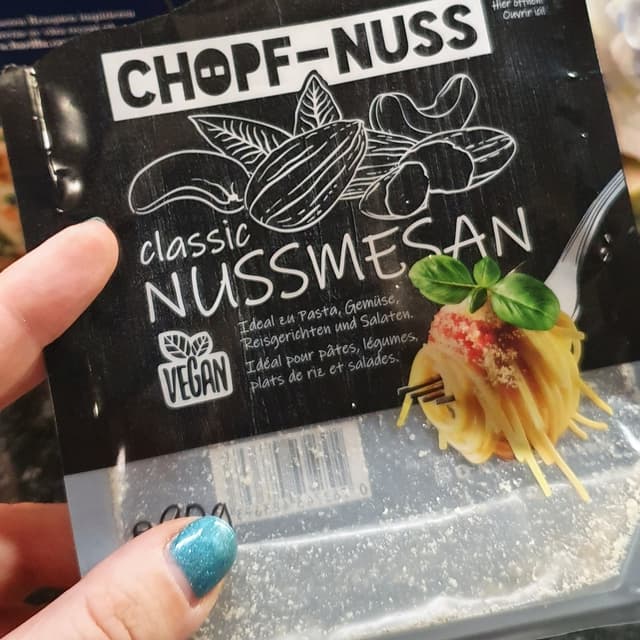 Hier öffnen!
Ouvrir ici!
CHOPF-NUSS
classic
NUSSMESAN
Ideal zu Pasta, Gemüse,
Reisgerichten und Salaten.
Idéal pour pâtes, légumes,
plats de riz et salades.
VEGAN